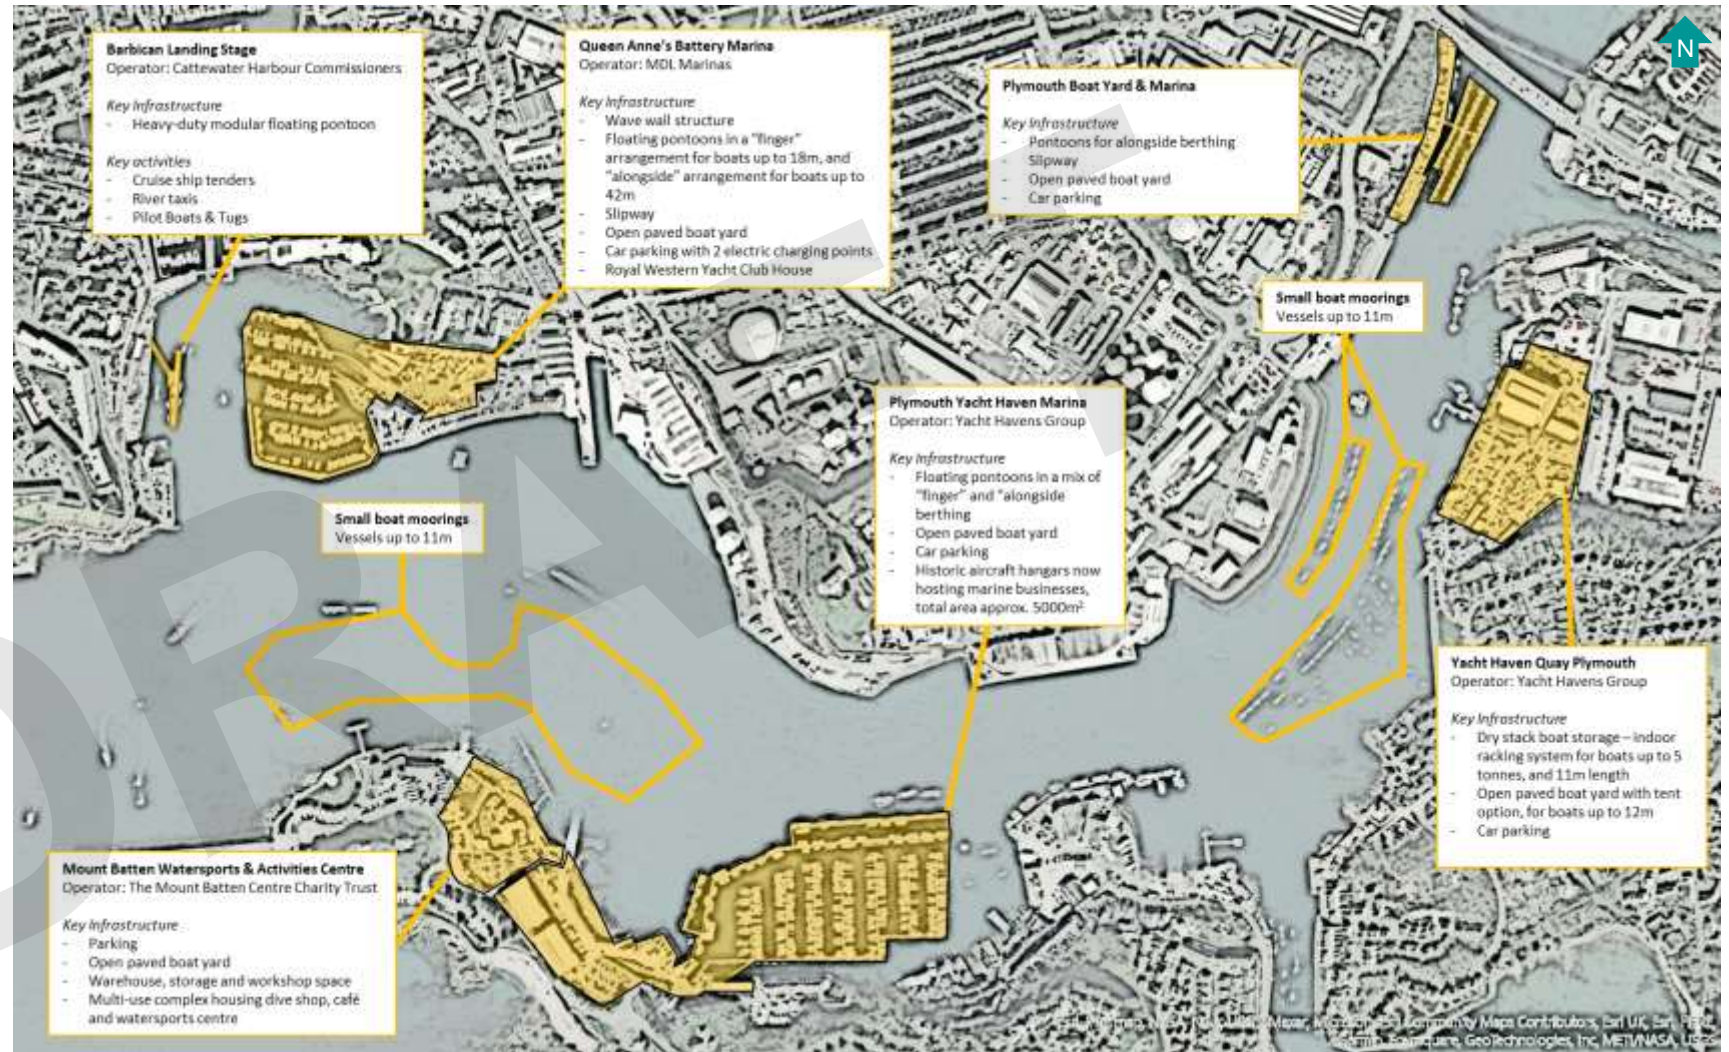 N
Barbican Landing Stage
Operator: Cattewater Harbour Commissioners
Key Infrastructure
- Heavy-duty modular floating pontoon
Key activities
- Cruise ship tenders
- River taxis
- Pilot Boats & Tugs
Queen Anne's Battery Marina
Operator: MDL Marinas
Key Infrastructure
- Wave wall structure
- Floating pontoons in a "finger"
arrangement for boats up to 18m, and
"alongside" arrangement for boats up to
42m
- Slipway
- Open paved boat yard
- Car parking with 2 electric charging points
- Royal Western Yacht Club House
Plymouth Boat Yard & Marina
Key Infrastructure
- Pontoons for alongside berthing
- Slipway
- Open paved boat yard
- Car parking
Small boat moorings
Vessels up to 11m
Plymouth Yacht Haven Marina
Operator: Yacht Havens Group
Key Infrastructure
- Floating pontoons in a mix of
"finger" and "alongside
berthing
- Open paved boat yard
- Car parking
- Historic aircraft hangars now
hosting marine businesses,
total area approx. 5000m²
Small boat moorings
Vessels up to 11m
Yacht Haven Quay Plymouth
Operator: Yacht Havens Group
Key Infrastructure
- Dry stack boat storage – indoor
racking system for boats up to 5
tonnes, and 11m length
- Open paved boat yard with tent
option, for boats up to 12m
- Car parking
Mount Batten Watersports & Activities Centre
Operator: The Mount Batten Centre Charity Trust
Key Infrastructure
- Parking
- Open paved boat yard
- Warehouse, storage and workshop space
- Multi-use complex housing dive shop, café
and watersports centre
DRAFT
Community Maps Contributors, Esri UK, Esri,
GeoTechnologies, Inc, METI/NASA,